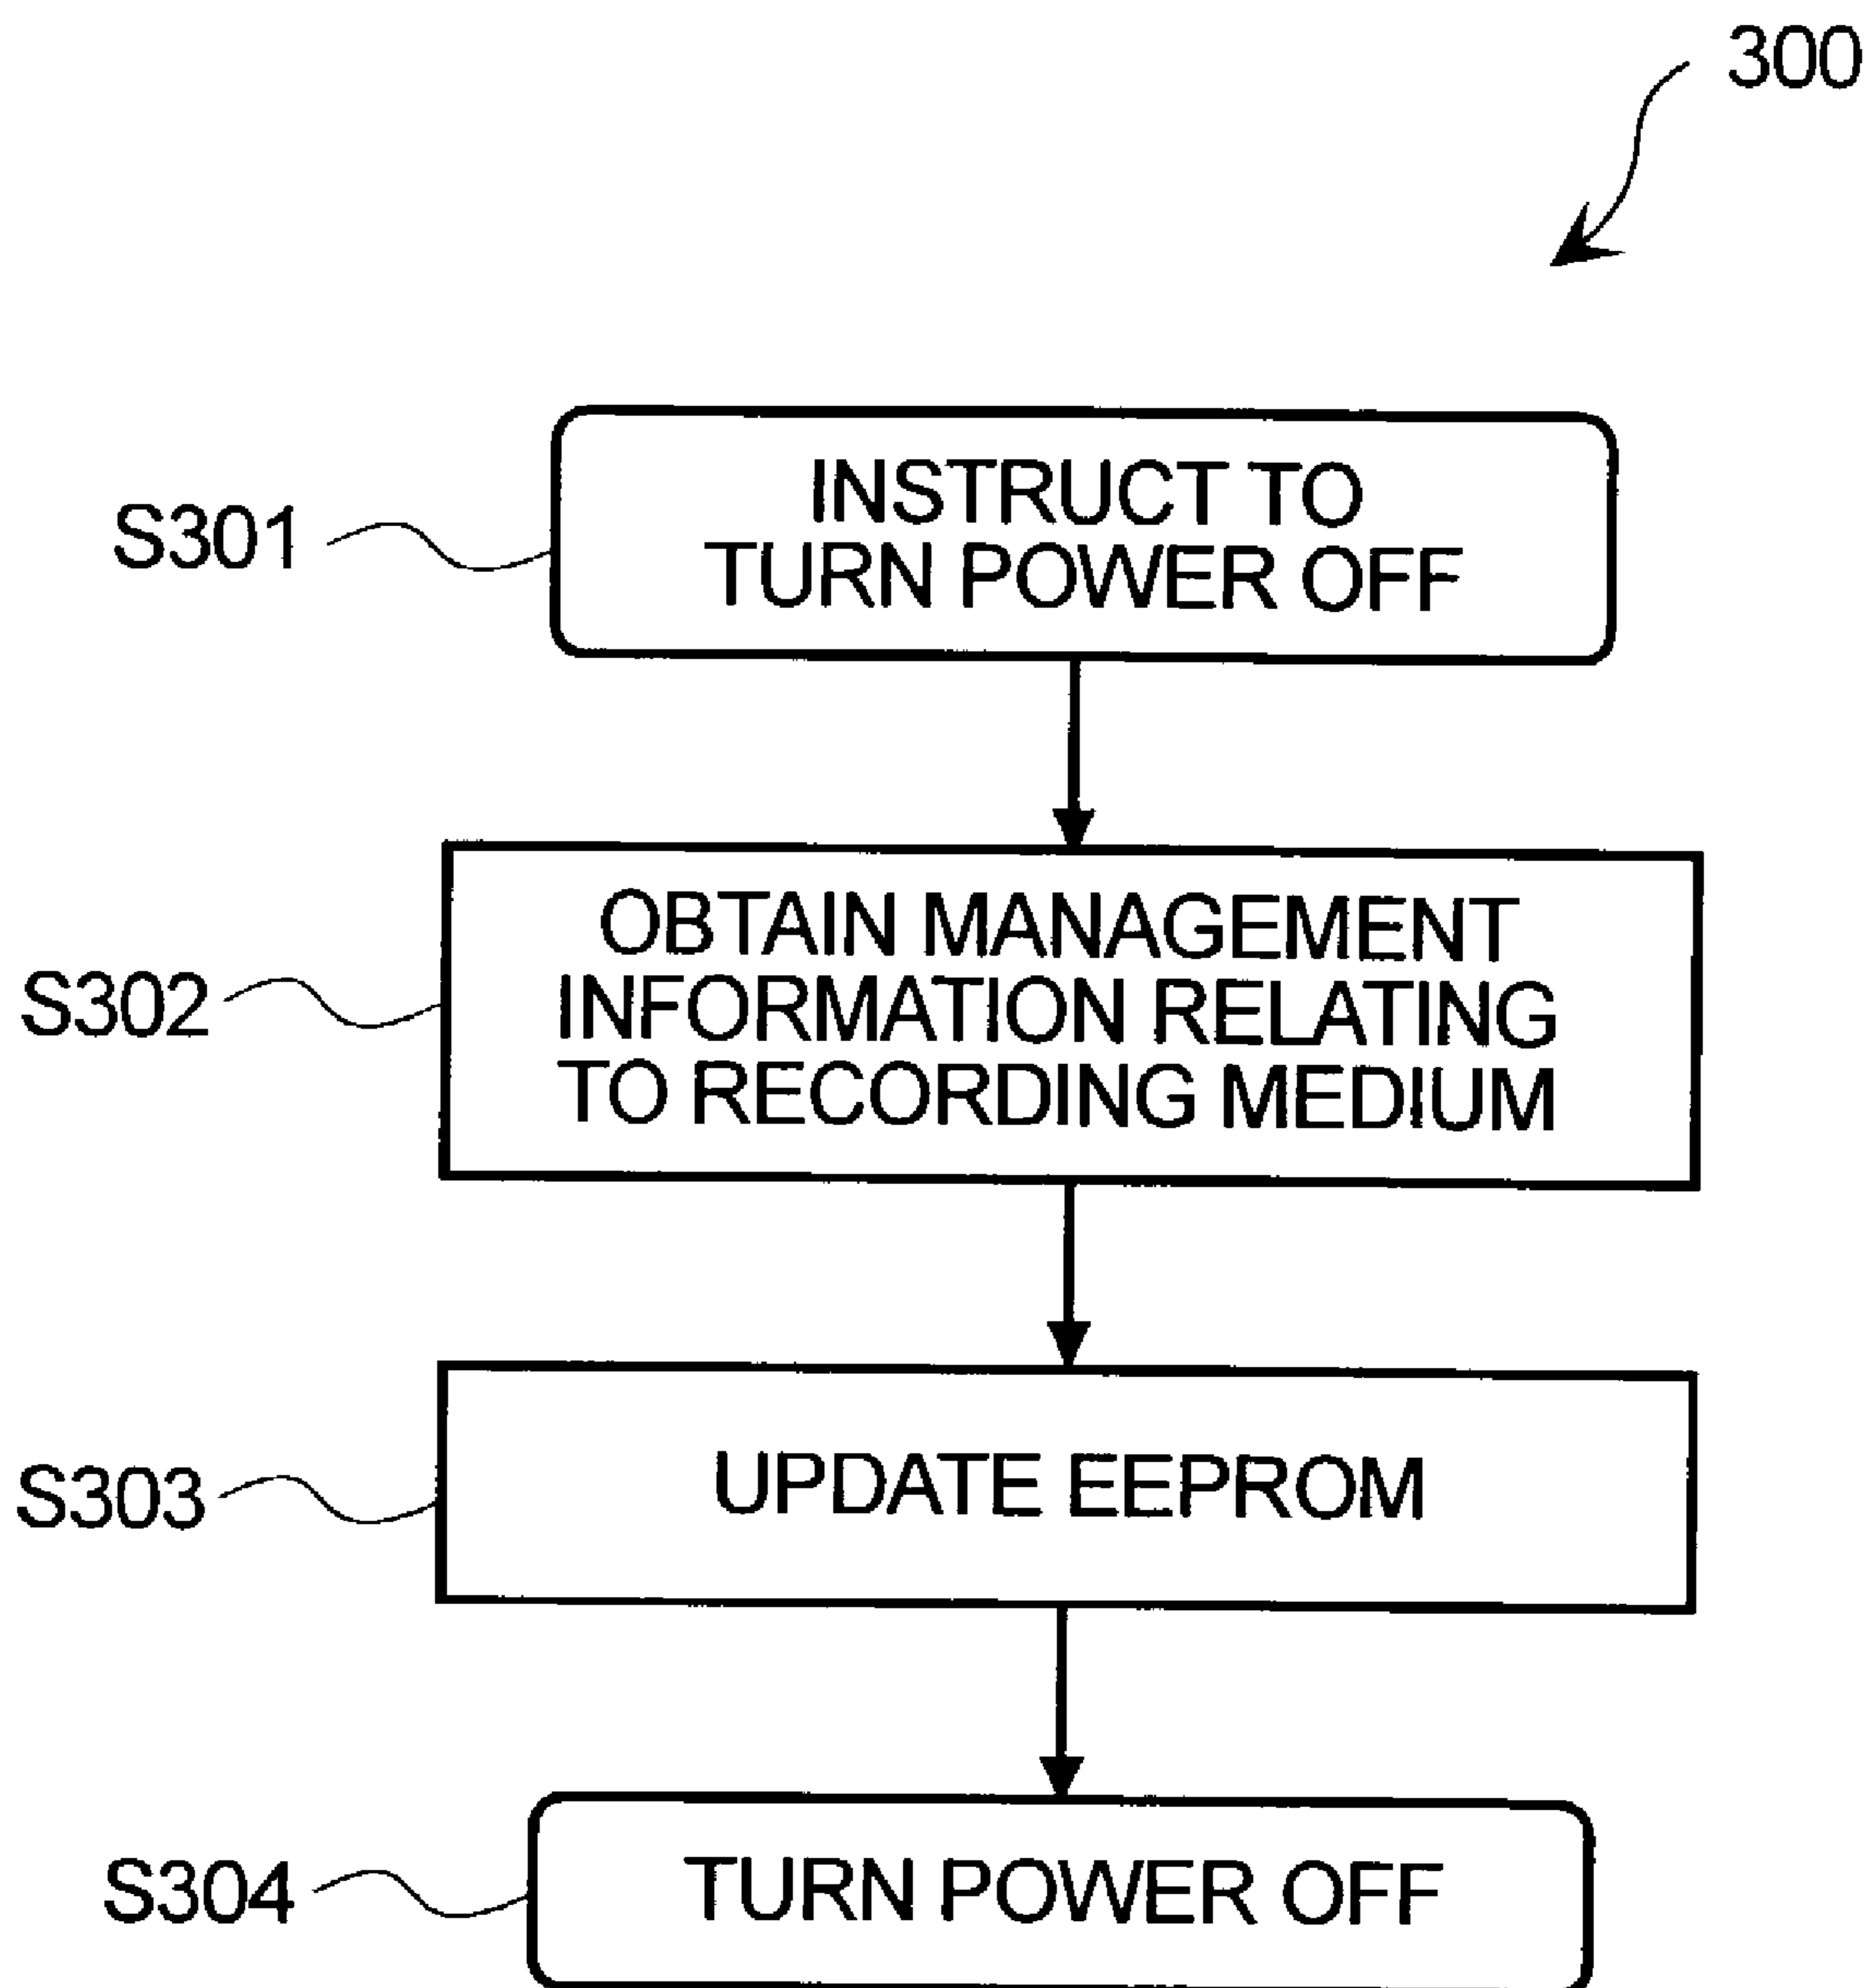 300
S301
INSTRUCT TO
TURN POWER OFF
S302
OBTAIN MANAGEMENT
INFORMATION RELATING
TO RECORDING MEDIUM
S303
UPDATE EEPROM
S304
TURN POWER OFF